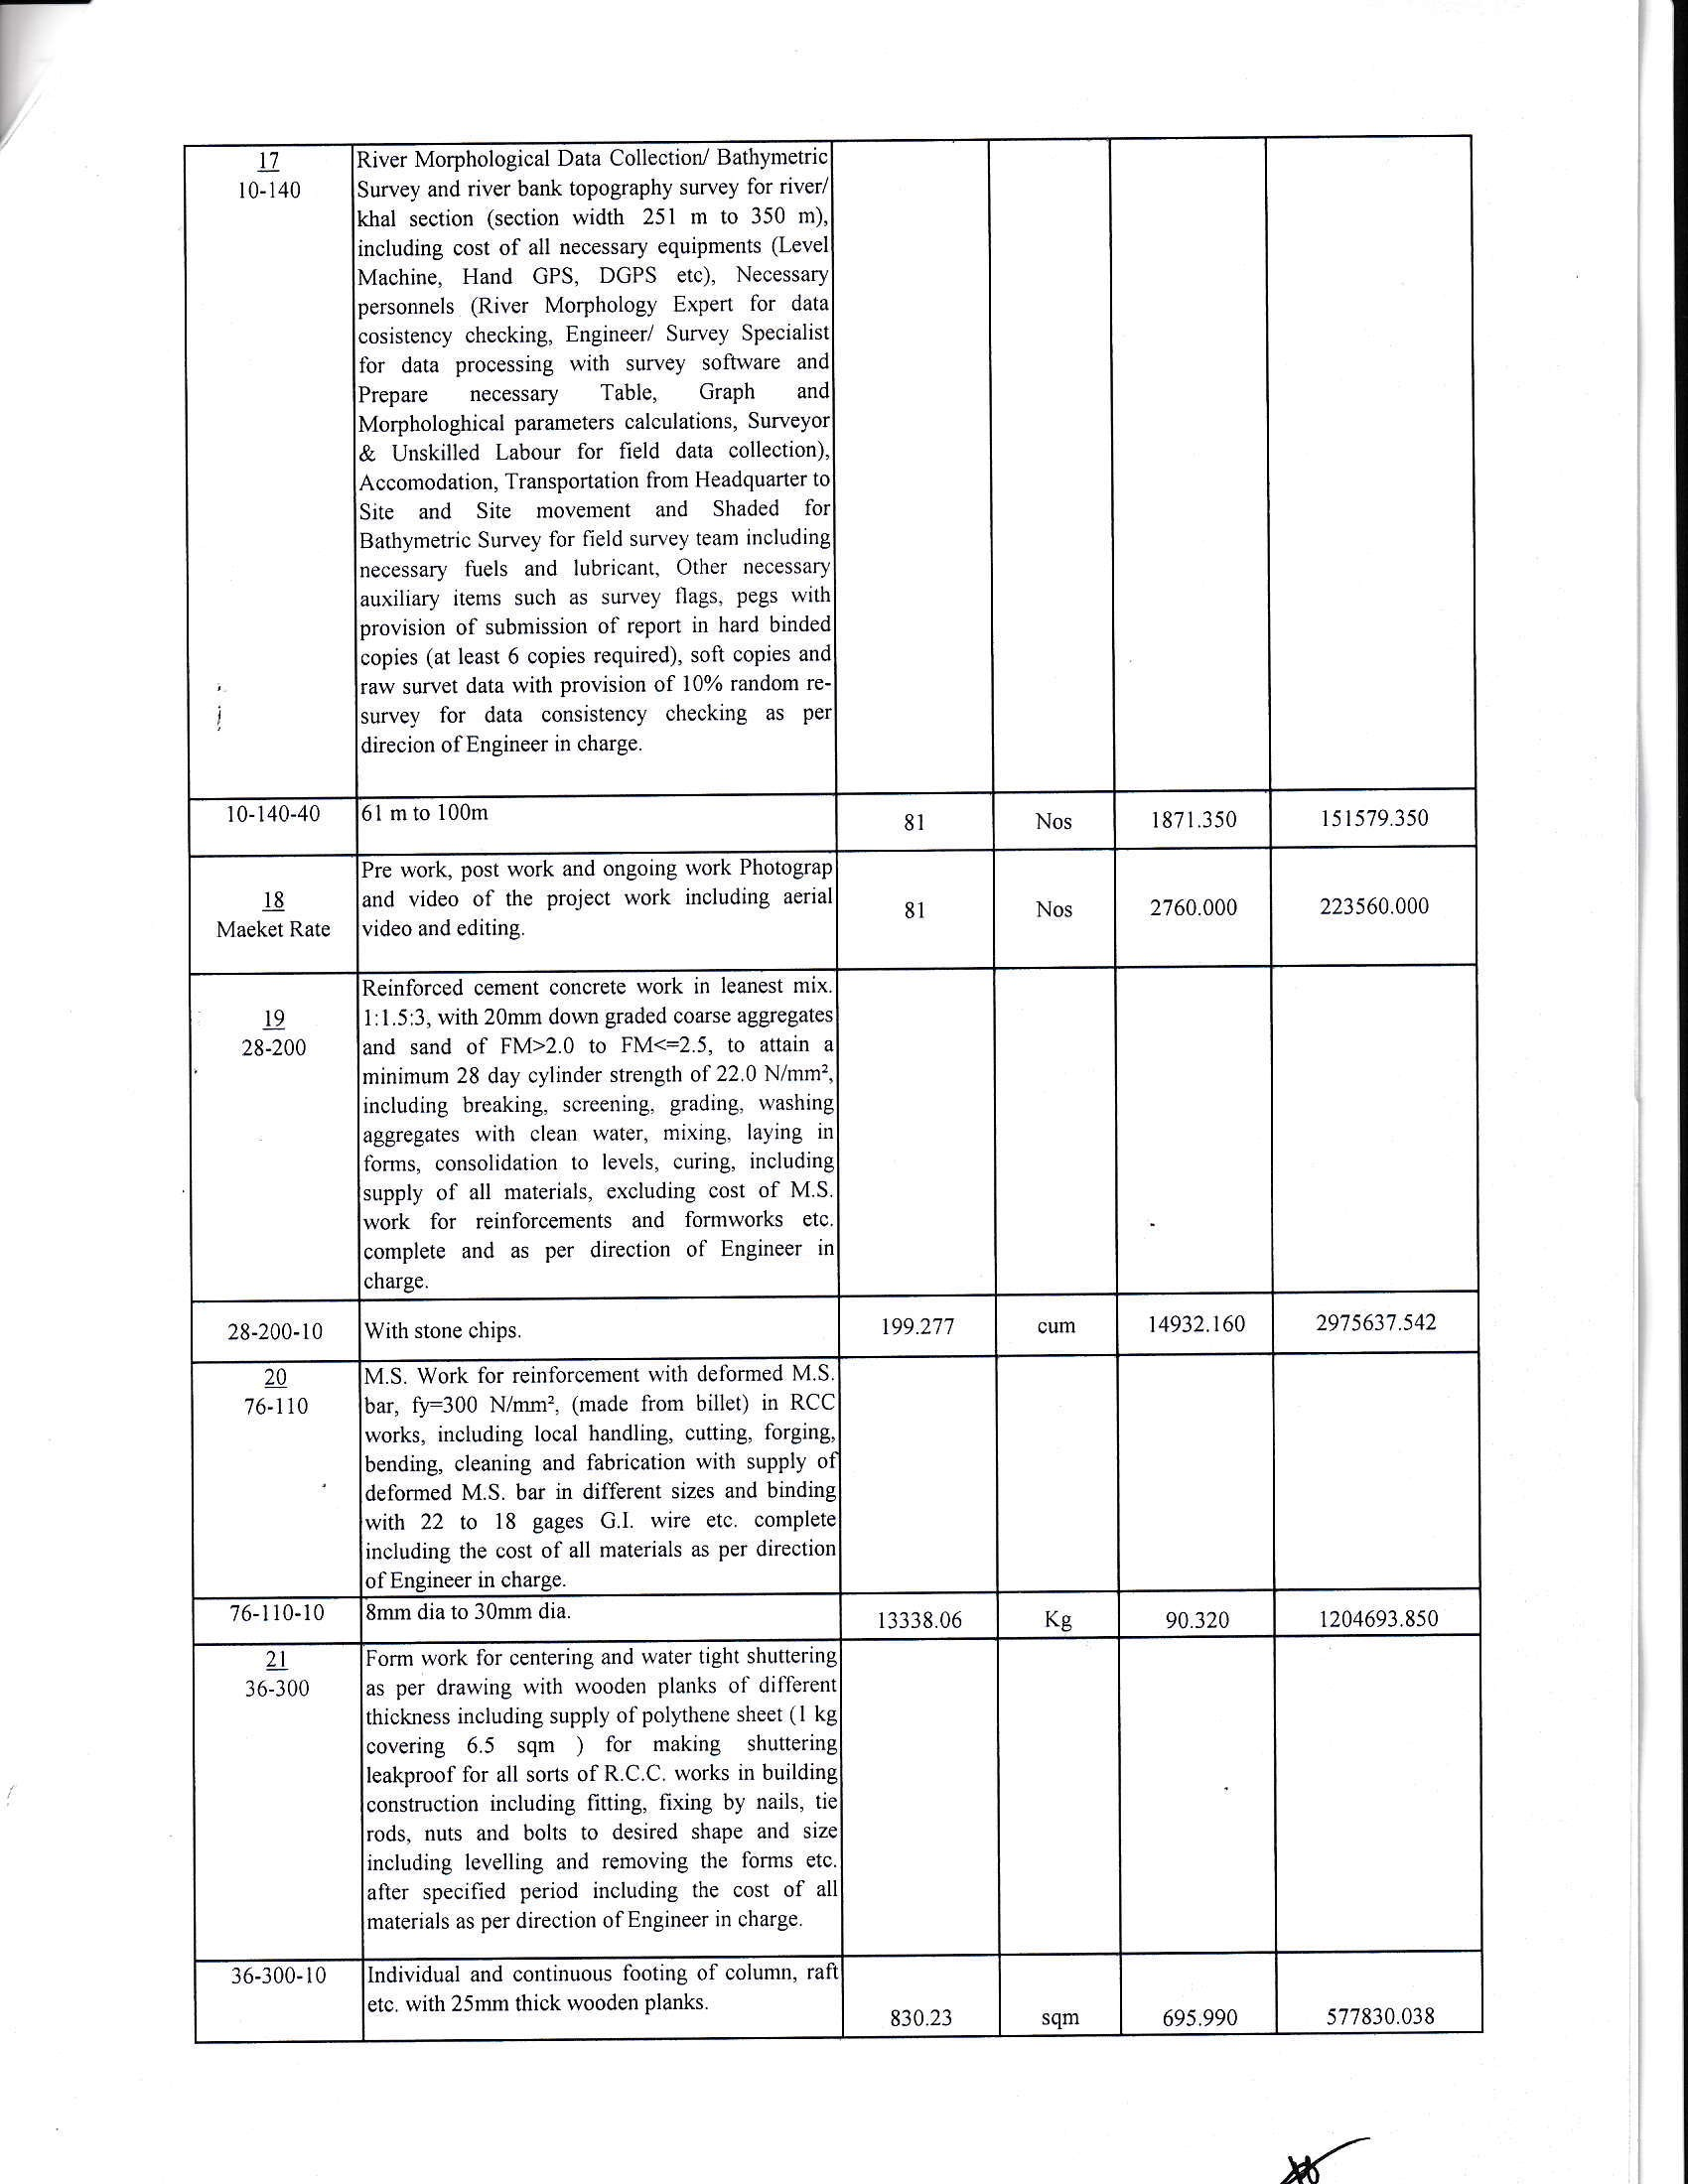 17
10-140
River Morphological Data Collection/ Bathymetric
Survey and river bank topography survey for river/
khal section (section width 251 m to 350 m),
including cost of all necessary equipments (Level
Machine, Hand GPS, DGPS etc), Necessary
personnels (River Morphology Expert for data
cosistency checking, Engineer/ Survey Specialist
for data processing with survey software and
Prepare necessary Table, Graph and
Morphologhical parameters calculations, Surveyor
& Unskilled Labour for field data collection),
Accomodation, Transportation from Headquarter to
Site and Site movement and Shaded for
Bathymetric Survey for field survey team including
necessary fuels and lubricant, Other necessary
auxiliary items such as survey flags, pegs with
provision of submission of report in hard binded
copies (at least 6 copies required), soft copies and
raw survet data with provision of 10% random re-
survey for data consistency checking as per
direcion of Engineer in charge.
10-140-40 61 m to 100m 81 Nos 1871.350 151579.350
18
Maeket Rate
Pre work, post work and ongoing work Photograp
and video of the project work including aerial
video and editing.
81 Nos 2760.000 223560.000
19
28-200
Reinforced cement concrete work in leanest mix.
1:1.5:3, with 20mm down graded coarse aggregates
and sand of FM>2.0 to FM<=2.5, to attain a
minimum 28 day cylinder strength of 22.0 N/mm²,
including breaking, screening, grading, washing
aggregates with clean water, mixing, laying in
forms, consolidation to levels, curing, including
supply of all materials, excluding cost of M.S.
work for reinforcements and formworks etc.
complete and as per direction of Engineer in
charge.
28-200-10 With stone chips. 199.277 cum 14932.160 2975637.542
20
76-110
M.S. Work for reinforcement with deformed M.S.
bar, fy=300 N/mm², (made from billet) in RCC
works, including local handling, cutting, forging,
bending, cleaning and fabrication with supply of
deformed M.S. bar in different sizes and binding
with 22 to 18 gages G.I. wire etc. complete
including the cost of all materials as per direction
of Engineer in charge.
76-110-10 8mm dia to 30mm dia. 13338.06 Kg 90.320 1204693.850
21
36-300
Form work for centering and water tight shuttering
as per drawing with wooden planks of different
thickness including supply of polythene sheet (1 kg
covering 6.5 sqm ) for making shuttering
leakproof for all sorts of R.C.C. works in building
construction including fitting, fixing by nails, tie
rods, nuts and bolts to desired shape and size
including levelling and removing the forms etc.
after specified period including the cost of all
materials as per direction of Engineer in charge.
36-300-10 Individual and continuous footing of column, raft
etc. with 25mm thick wooden planks.
830.23 sqm 695.990 577830.038